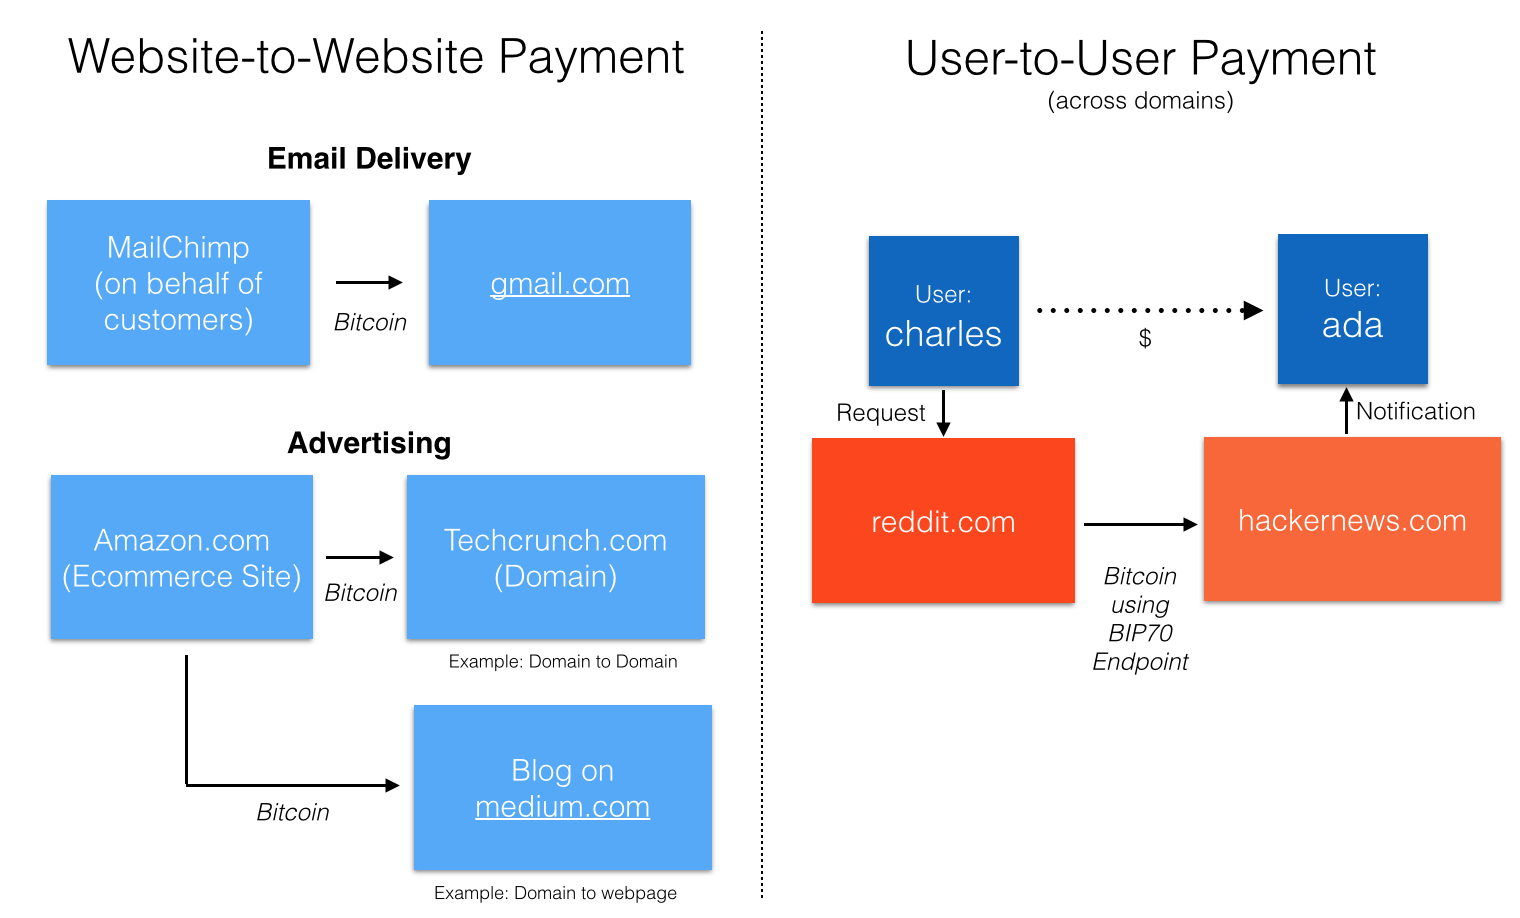 Website-to-Website Payment
Email Delivery
MailChimp
(on behalf of
customers)
Bitcoin
gmail.com
Advertising
Amazon.com
(Ecommerce Site)
Bitcoin
Techcrunch.com
(Domain)
Example: Domain to Domain
Bitcoin
Blog on
medium.com
Example: Domain to webpage
User-to-User Payment
(across domains)
User:
charles
$
User:
ada
Request
Notification
reddit.com
hackernews.com
Bitcoin
using
BIP70
Endpoint